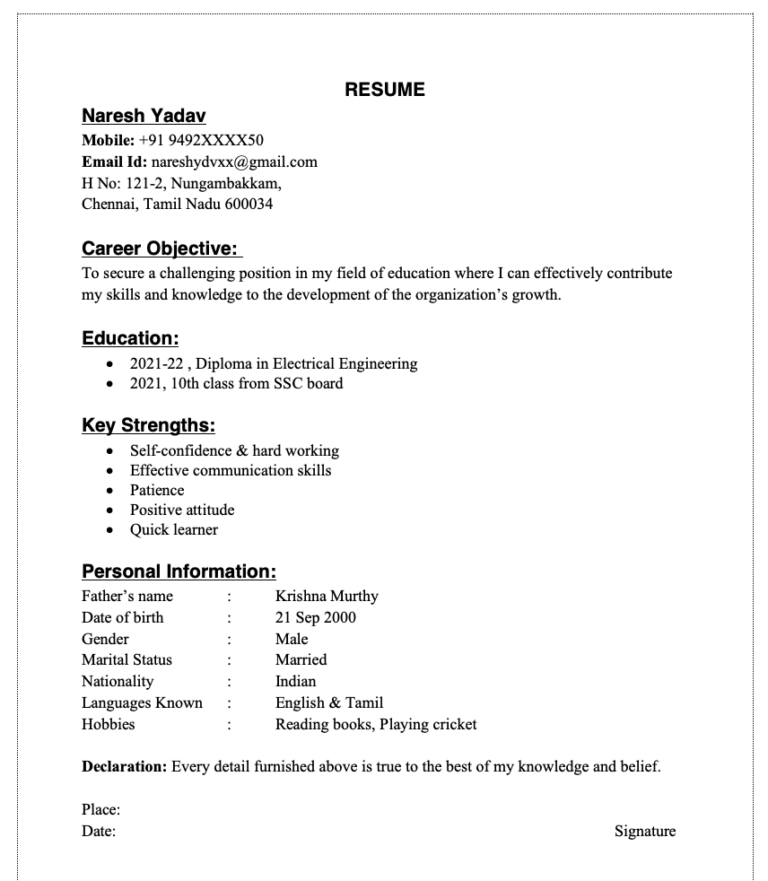 RESUME
Naresh Yadav
Mobile: +91 9492XXXX50
Email Id: nareshydvxx@gmail.com
H No: 121-2, Nungambakkam,
Chennai, Tamil Nadu 600034
Career Objective:
To secure a challenging position in my field of education where I can effectively contribute
my skills and knowledge to the development of the organization’s growth.
Education:
• 2021-22 , Diploma in Electrical Engineering
• 2021, 10th class from SSC board
Key Strengths:
• Self-confidence & hard working
• Effective communication skills
• Patience
• Positive attitude
• Quick learner
Personal Information:
Father’s name : Krishna Murthy
Date of birth : 21 Sep 2000
Gender : Male
Marital Status : Married
Nationality : Indian
Languages Known : English & Tamil
Hobbies : Reading books, Playing cricket
Declaration: Every detail furnished above is true to the best of my knowledge and belief.
Place:
Date: Signature